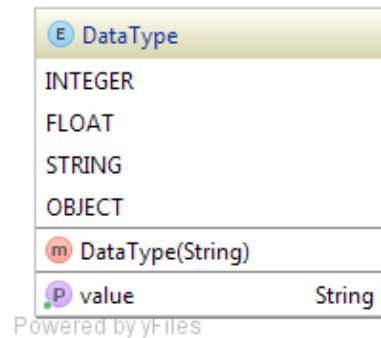 E DataType
INTEGER
FLOAT
STRING
OBJECT
m DataType(String)
P value String
Powered by yFiles